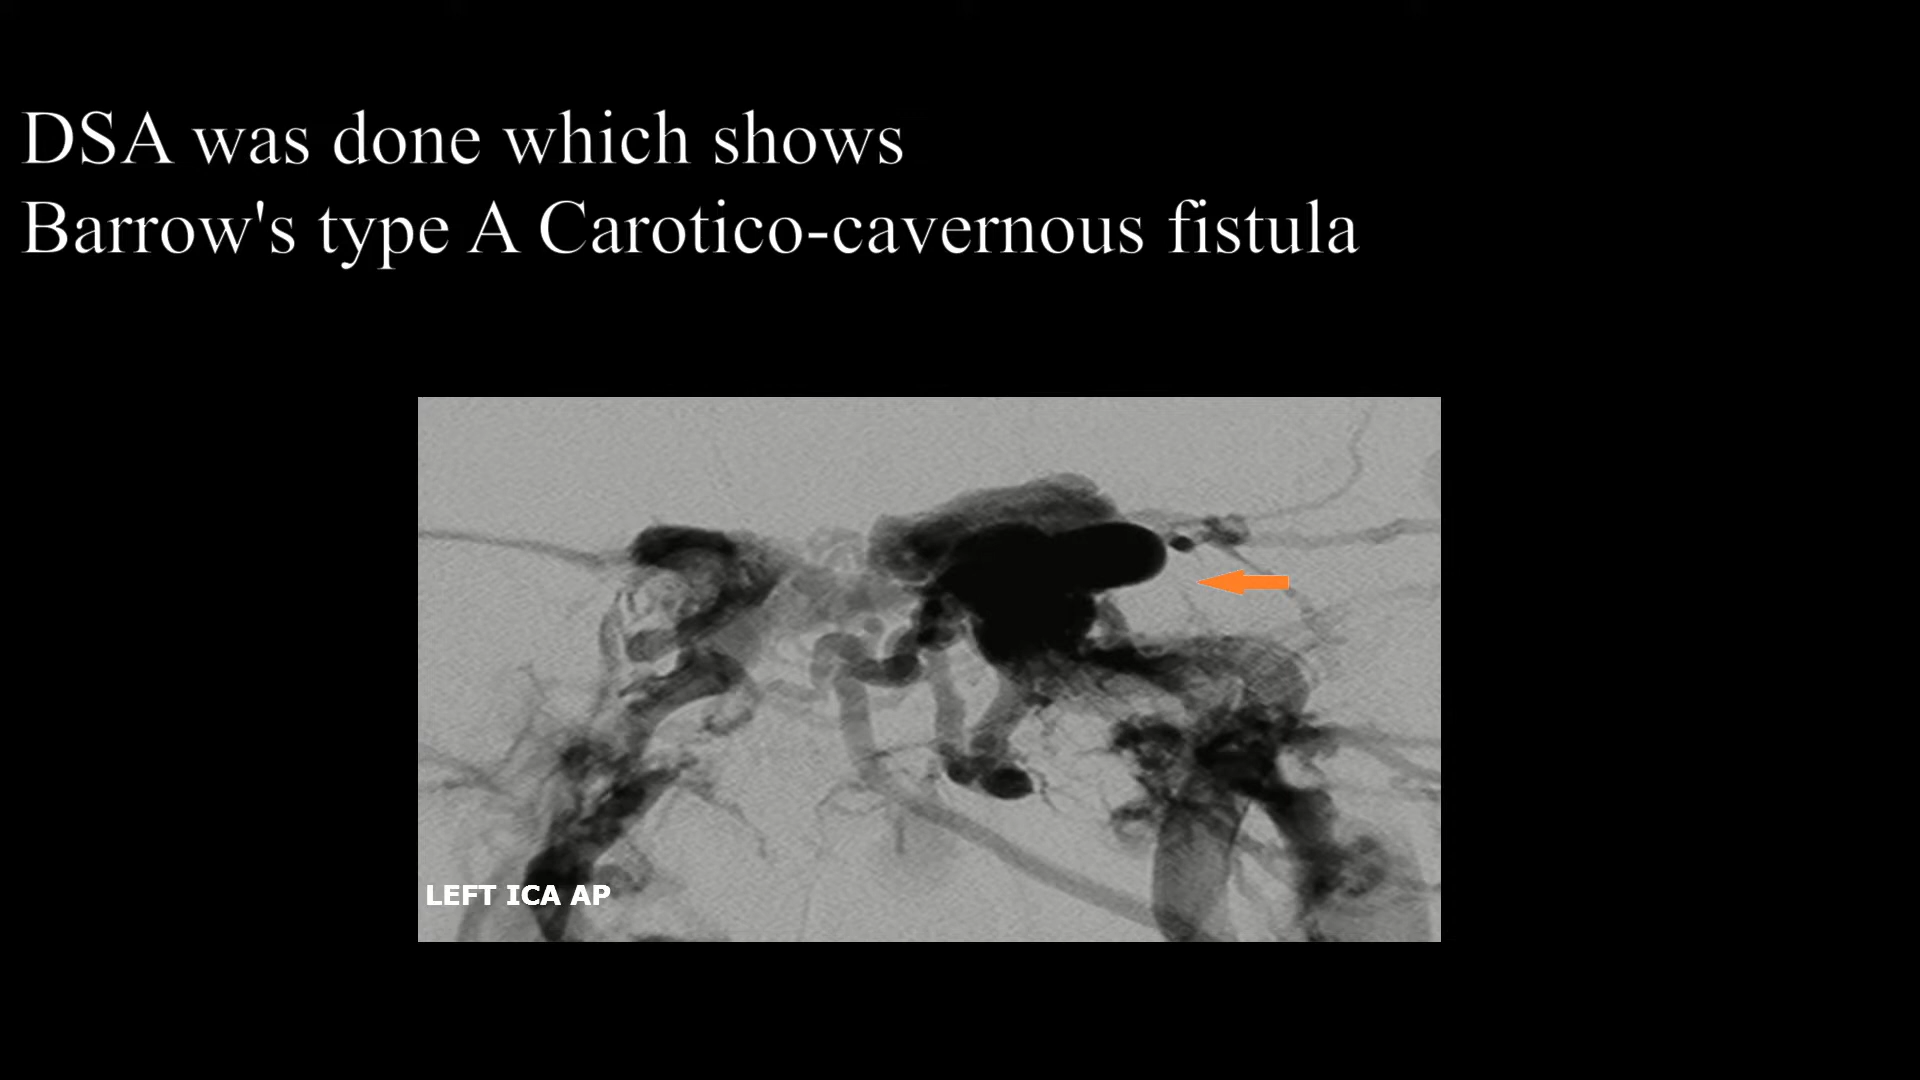 DSA was done which shows
Barrow's type A Carotico-cavernous fistula
LEFT ICA AP